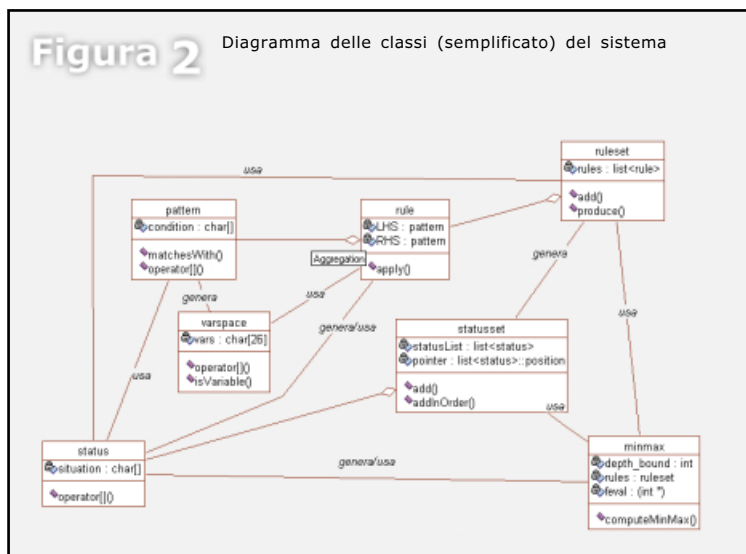 Figura 2
Diagramma delle classi (semplificato) del sistema
ruleset
rules : list<rule>
add()
produce()
usa
pattern
condition : char[]
matchesWith()
operator[]()
rule
LHS : pattern
RHS : pattern
apply()
Aggregation
genera
usa
genera
usa
varspace
vars : char[26]
operator[]()
isVariable()
genera/usa
statusset
statusList : list<status>
pointer : list<status>::position
add()
addInOrder()
usa
usa
status
situation : char[]
operator[]()
genera/usa
minmax
depth_bound : int
rules : ruleset
feval : (int *)
computeMinMax()